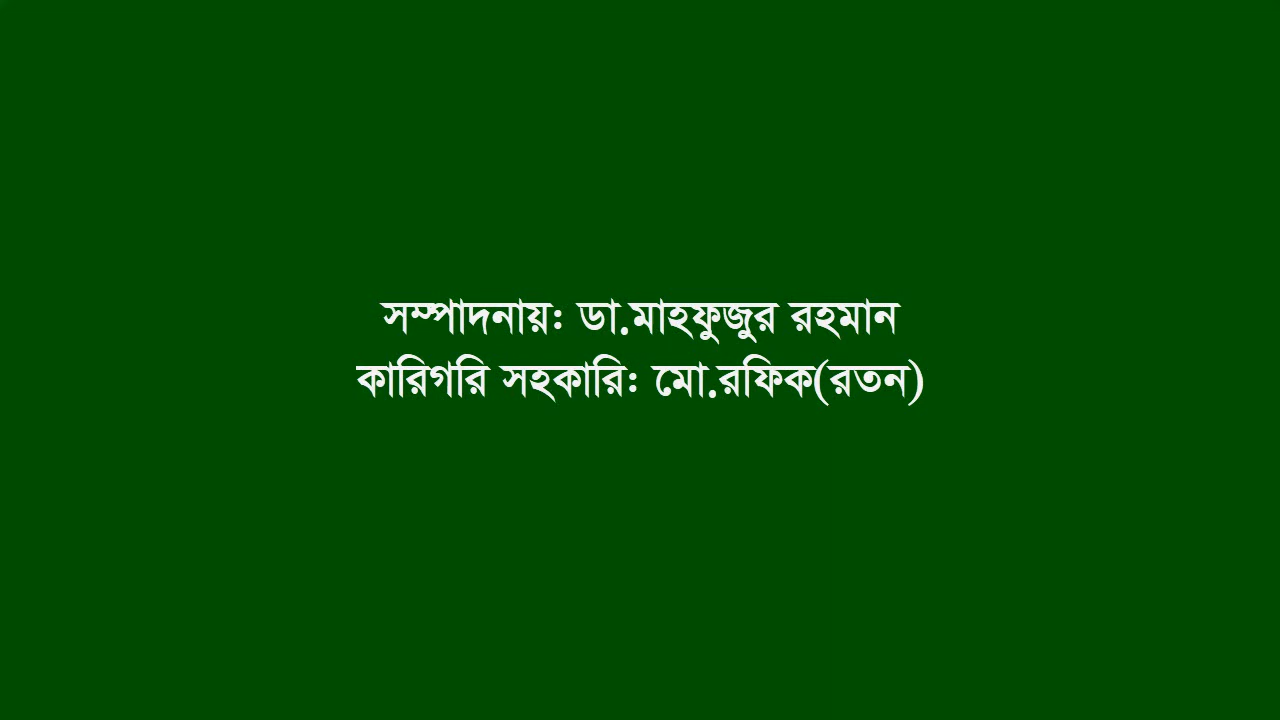 সম্পাদনায়ঃ ডা.মাহফুজুর রহমান
কারিগরি সহকারিঃ মো.রফিক(রতন)